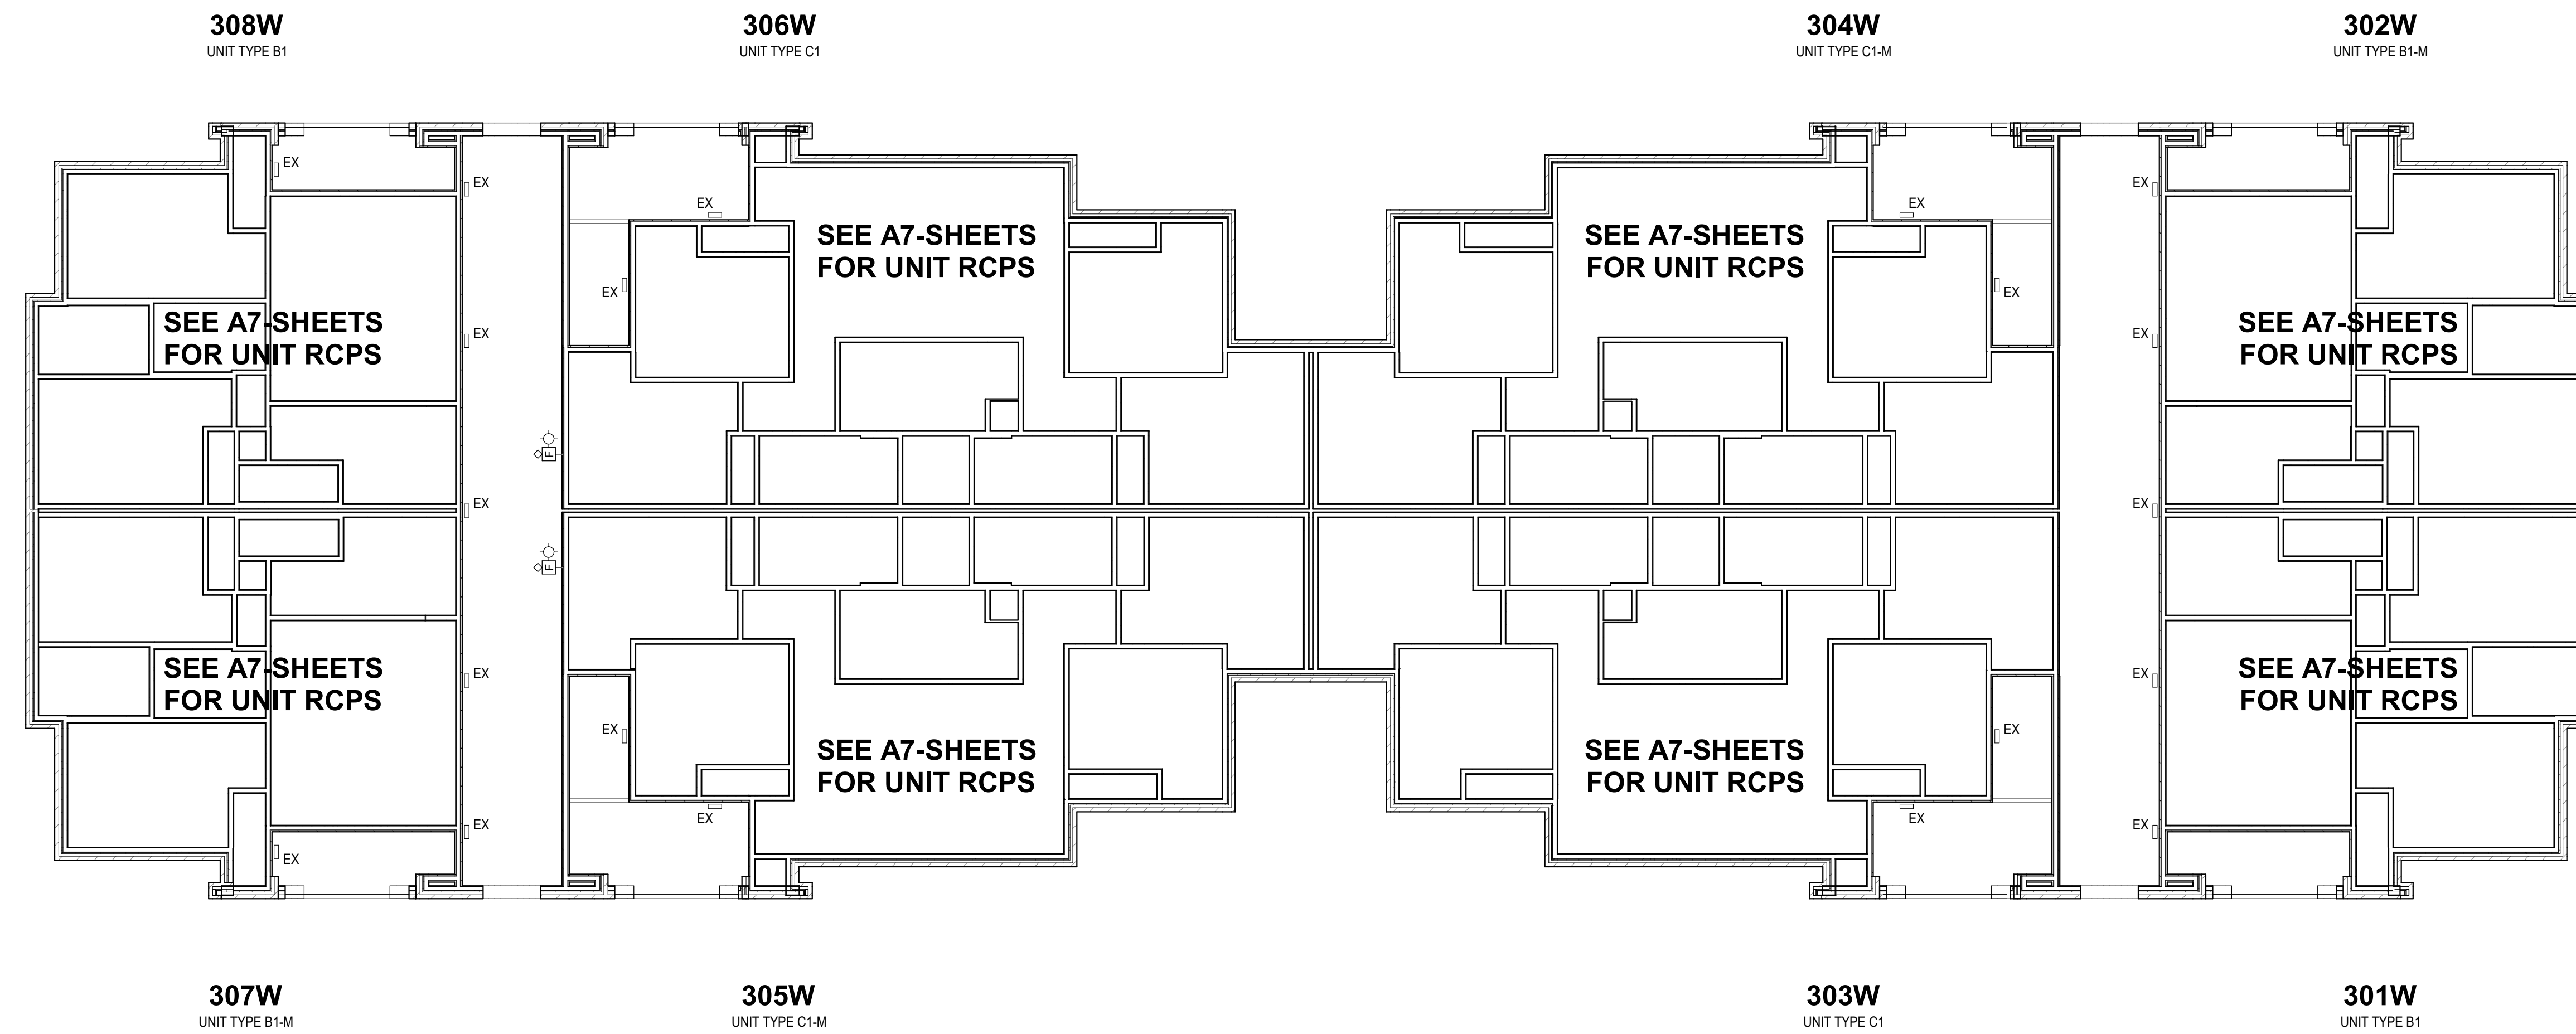 308W
UNIT TYPE B1
306W
UNIT TYPE C1
304W
UNIT TYPE C1-M
302W
UNIT TYPE B1-M
EX
EX
EX
EX
EX
SEE A7-SHEETS
FOR UNIT RCPS
SEE A7-SHEETS
FOR UNIT RCPS
EX
EX
SEE A7-SHEETS
FOR UNIT RCPS
EX
EX
SEE A7-SHEETS
FOR UNIT RCPS
F
EX
EX
F
SEE A7-SHEETS
FOR UNIT RCPS
EX
EX
SEE A7-SHEETS
FOR UNIT RCPS
EX
EX
SEE A7-SHEETS
FOR UNIT RCPS
SEE A7-SHEETS
FOR UNIT RCPS
EX
EX
EX
EX
EX
307W
UNIT TYPE B1-M
305W
UNIT TYPE C1-M
303W
UNIT TYPE C1
301W
UNIT TYPE B1